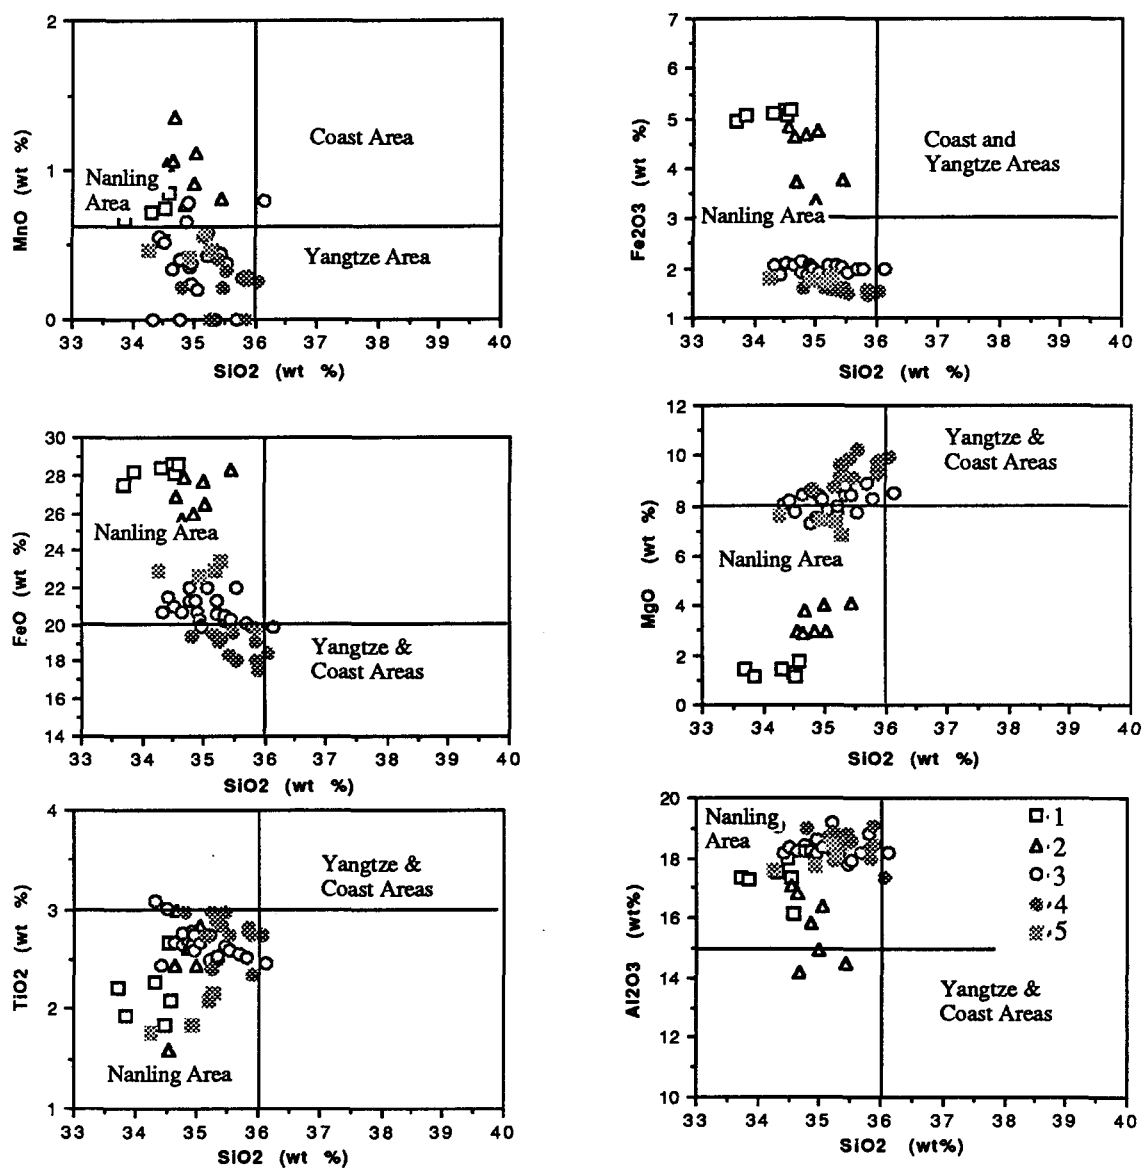 2
1
0
MnO (wt %)
Coast Area
Nanling
Area
Yangtze Area
33 34 35 36 37 38 39 40
SiO2 (wt %)
7
6
5
4
3
2
1
Fe2O3 (wt %)
Coast and
Yangtze Areas
Nanling Area
33 34 35 36 37 38 39 40
SiO2 (wt %)
30
28
26
24
22
20
18
16
14
FeO (wt %)
Nanling Area
Yangtze &
Coast Areas
33 34 35 36 37 38 39 40
SiO2 (wt %)
12
10
8
6
4
2
0
MgO (wt %)
Yangtze &
Coast Areas
Nanling Area
33 34 35 36 37 38 39 40
SiO2 (wt %)
4
3
2
1
TiO2 (wt %)
Yangtze &
Coast Areas
Nanling Area
33 34 35 36 37 38 39 40
SiO2 (wt %)
20
18
16
14
12
10
Al2O3 (wt%)
Nanling
Area
1
2
3
4
5
Yangtze &
Coast Areas
33 34 35 36 37 38 39 40
SiO2 (wt%)